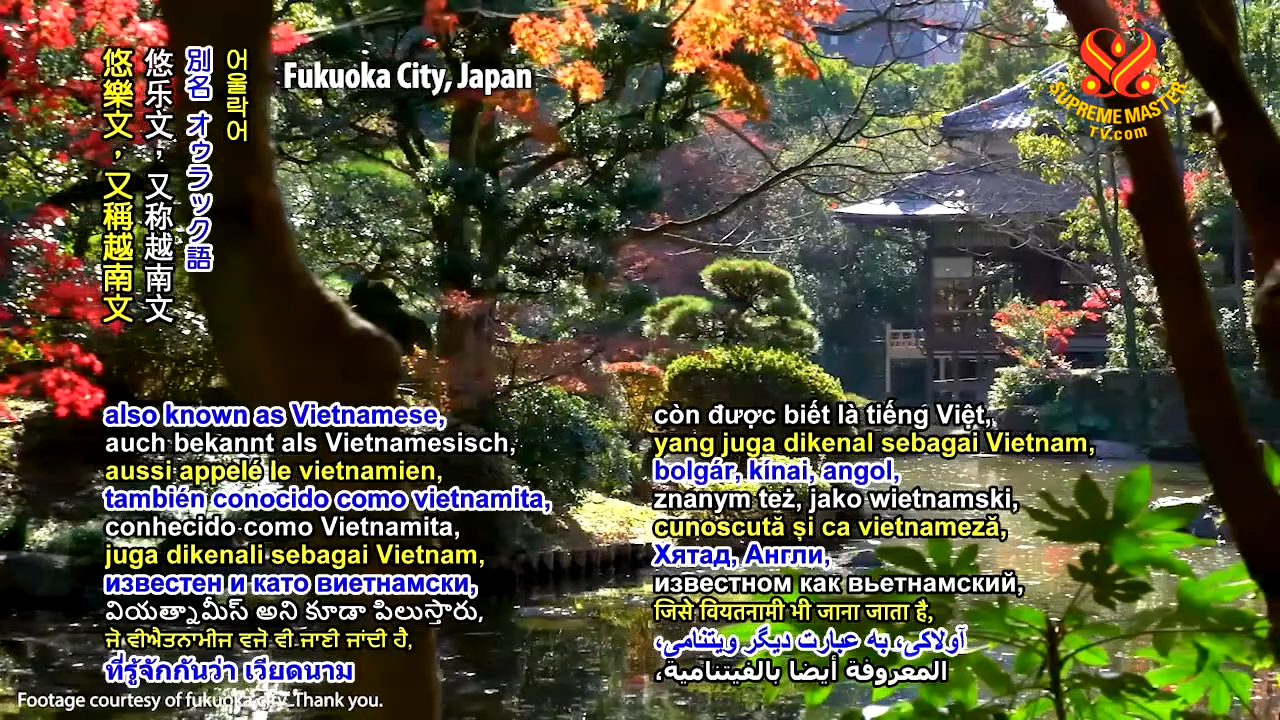 悠樂文，又稱越南文
悠乐文，又称越南文
別名 オゥラック語
어울락어
Fukuoka City, Japan
SUPREME MASTER
TV.com
also known as Vietnamese,
auch bekannt als Vietnamesisch,
aussi appelé le vietnamien,
también conocido como vietnamita,
conhecido como Vietnamita,
juga dikenali sebagai Vietnam,
известен и като виетнамски,
వియత్నామీస్ అని కూడా పిలుస్తారు,
ਜੋ ਵੀਐਤਨਾਮੀਜ ਵਜੋ ਵੀ ਜਾਣੀ ਜਾਂਦੀ ਹੈ,
ที่รู้จักกันว่า เวียดนาม
còn được biết là tiếng Việt,
yang juga dikenal sebagai Vietnam,
bolgár, kínai, angol,
znanym też, jako wietnamski,
cunoscută și ca vietnameză,
Хятад, Англи,
известном как вьетнамский,
जिसे वियतनामी भी जाना जाता है,
آولاکی، به عبارت دیگر ویتنامی،
المعروفة أيضا بالفيتنامية،
Footage courtesy of fukuoka city_Thank you.